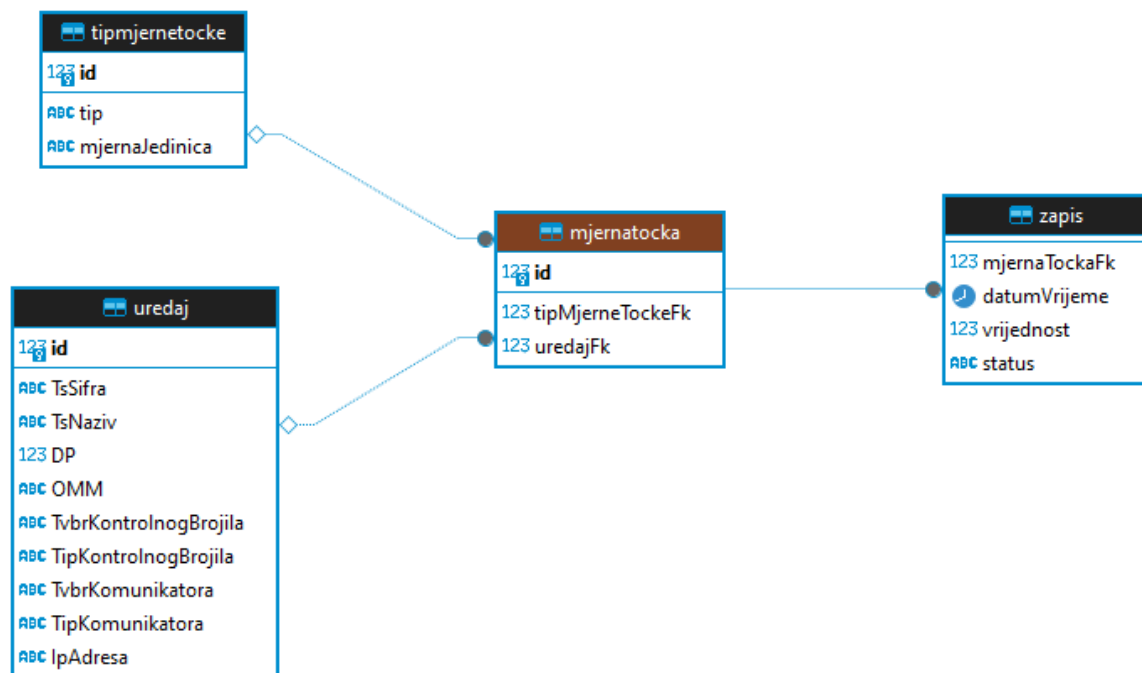 tipmjernetocke
123 id
ABC tip
ABC mjernaJedinica
uredaj
123 id
ABC TsSifra
ABC TsNaziv
123 DP
ABC OMM
ABC TvbrKontrolnogBrojila
ABC TipKontrolnogBrojila
ABC TvbrKomunikatora
ABC TipKomunikatora
ABC IpAdresa
mjernatocka
123 id
123 tipMjerneTockeFk
123 uredajFk
zapis
123 mjernaTockaFk
datumVrijeme
123 vrijednost
ABC status